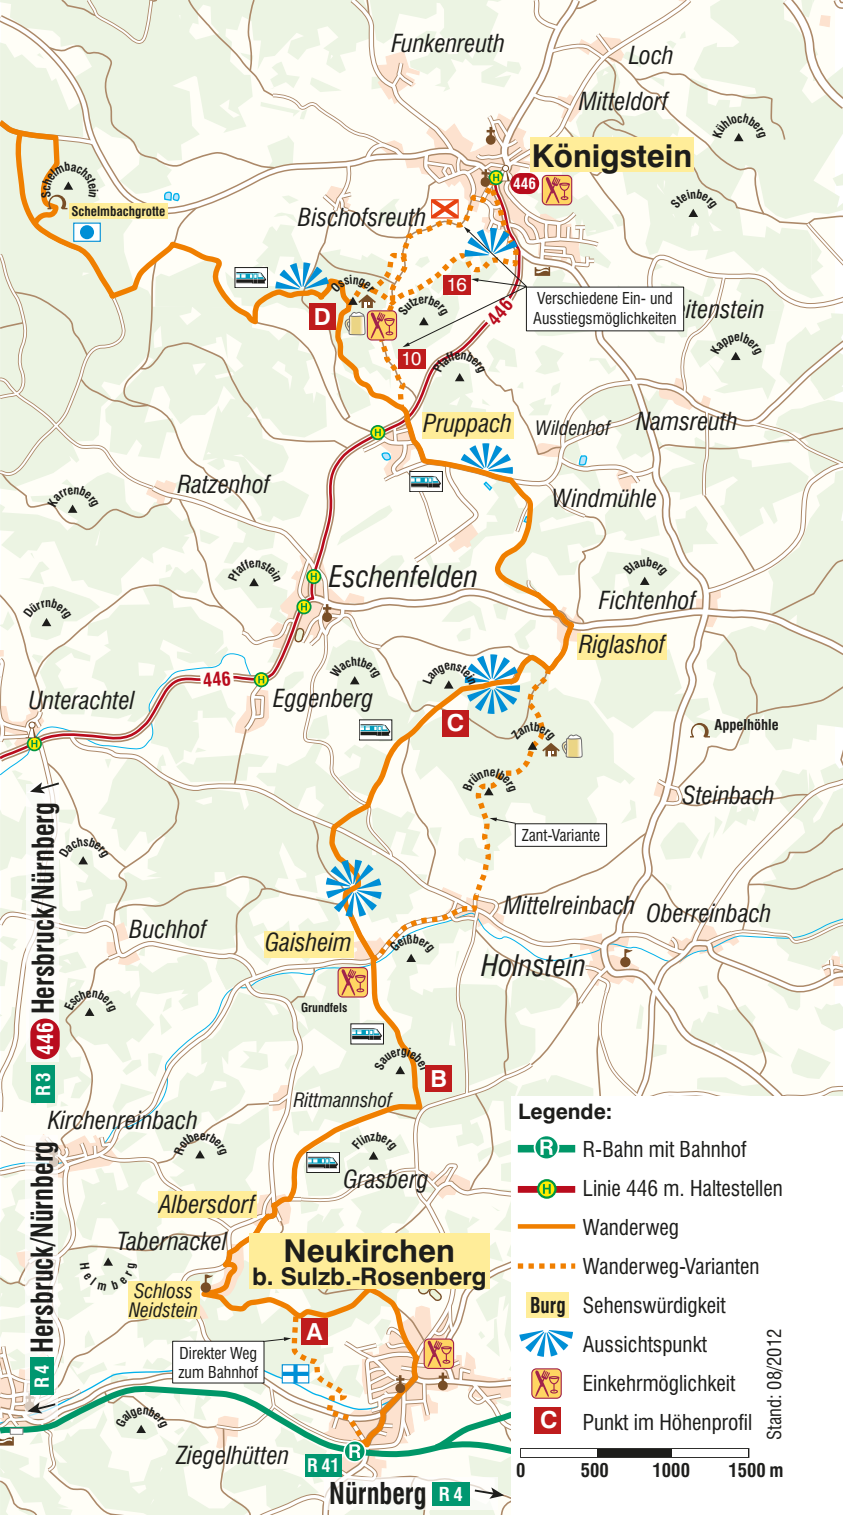 Funkenreuth
Loch
Mitteldorf
Kühlochberg
Königstein
446
Steinberg
Schelmbachstein
Schelmbachgrotte
Bischofsreuth
Ossinger
16
Verschiedene Ein- und
Ausstiegsmöglichkeiten
eitenstein
D
Sulzerberg
446
Kappelberg
10
Pfaffenberg
Pruppach
Wildenhof
Namsreuth
Ratzenhof
Karrenberg
Windmühle
Pfaffenstein
Eschenfelden
Blauberg
Fichtenhof
Dürrnberg
Riglashof
Wachtberg
Langenstein
446
Unterachtel
Eggenberg
C
Zantberg
Appelhöhle
Brünnelberg
Steinbach
Zant-Variante
Dachsberg
Mittelreinbach
Oberreinbach
Buchhof
Gaisheim
Geißberg
Holnstein
Eschenberg
Grundfels
R 3 446 Hersbruck/Nürnberg
Sauergieber
B
Rittmannshof
Kirchenreinbach
Rotbeerberg
Flinzberg
Grasberg
Albersdorf
Tabernackel
Helmberg
Neukirchen
b. Sulzb.-Rosenberg
Schloss
Neidstein
A
Direkter Weg
zum Bahnhof
R 4 Hersbruck/Nürnberg
Galgenberg
Ziegelhütten
R 41
R
Nürnberg R 4
Legende:
R R-Bahn mit Bahnhof
H Linie 446 m. Haltestellen
Wanderweg
Wanderweg-Varianten
Burg Sehenswürdigkeit
Aussichtspunkt
Einkehrmöglichkeit
C Punkt im Höhenprofil
Stand: 08/2012
0 500 1000 1500 m